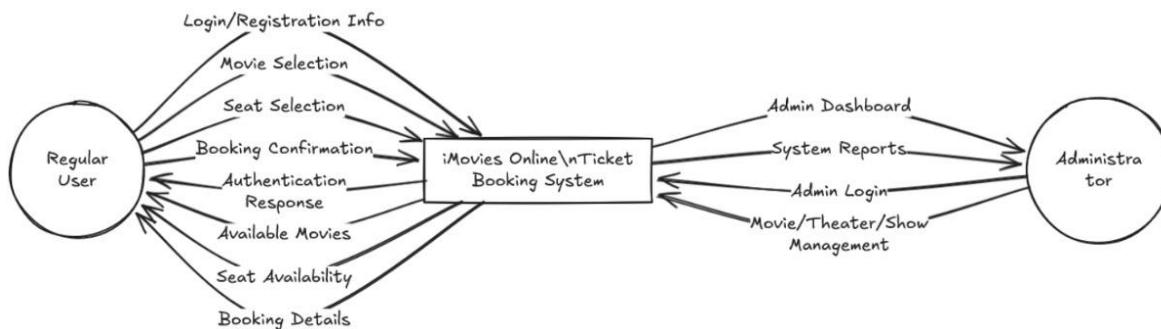 Login/Registration Info
Movie Selection
Seat Selection
Booking Confirmation
Authentication
Response
Available Movies
Seat Availability
Booking Details
Regular
User
iMovies Online\nTicket
Booking System
Admin Dashboard
System Reports
Admin Login
Movie/Theater/Show
Management
Administra
tor